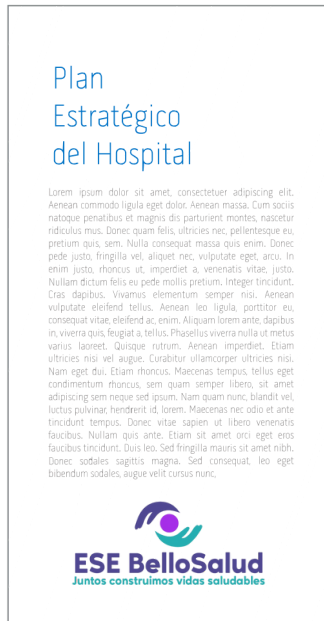 Plan
Estratégico
del Hospital
Lorem ipsum dolor sit amet, consectetuer adipiscing elit.
Aenean commodo ligula eget dolor. Aenean massa. Cum sociis
natoque penatibus et magnis dis parturient montes, nascetur
ridiculus mus. Donec quam felis, ultricies nec, pellentesque eu,
pretium quis, sem. Nulla consequat massa quis enim. Donec
pede justo, fringilla vel, aliquet nec, vulputate eget, arcu. In
enim justo, rhoncus ut, imperdiet a, venenatis vitae, justo.
Nullam dictum felis eu pede mollis pretium. Integer tincidunt.
Cras dapibus. Vivamus elementum semper nisi. Aenean
vulputate eleifend tellus. Aenean leo ligula, porttitor eu,
consequat vitae, eleifend ac, enim. Aliquam lorem ante, dapibus
in, viverra quis, feugiat a, tellus. Phasellus viverra nulla ut metus
varius laoreet. Quisque rutrum. Aenean imperdiet. Etiam
ultricies nisi vel augue. Curabitur ullamcorper ultricies nisi.
Nam eget dui. Etiam rhoncus. Maecenas tempus, tellus eget
condimentum rhoncus, sem quam semper libero, sit amet
adipiscing sem neque sed ipsum. Nam quam nunc, blandit vel,
luctus pulvinar, hendrerit id, lorem. Maecenas nec odio et ante
tincidunt tempus. Donec vitae sapien ut libero venenatis
faucibus. Nullam quis ante. Etiam sit amet orci eget eros
faucibus tincidunt. Duis leo. Sed fringilla mauris sit amet nibh.
Donec sodales sagittis magna. Sed consequat, leo eget
bibendum sodales, augue velit cursus nunc,
ESE BelloSalud
Juntos construimos vidas saludables